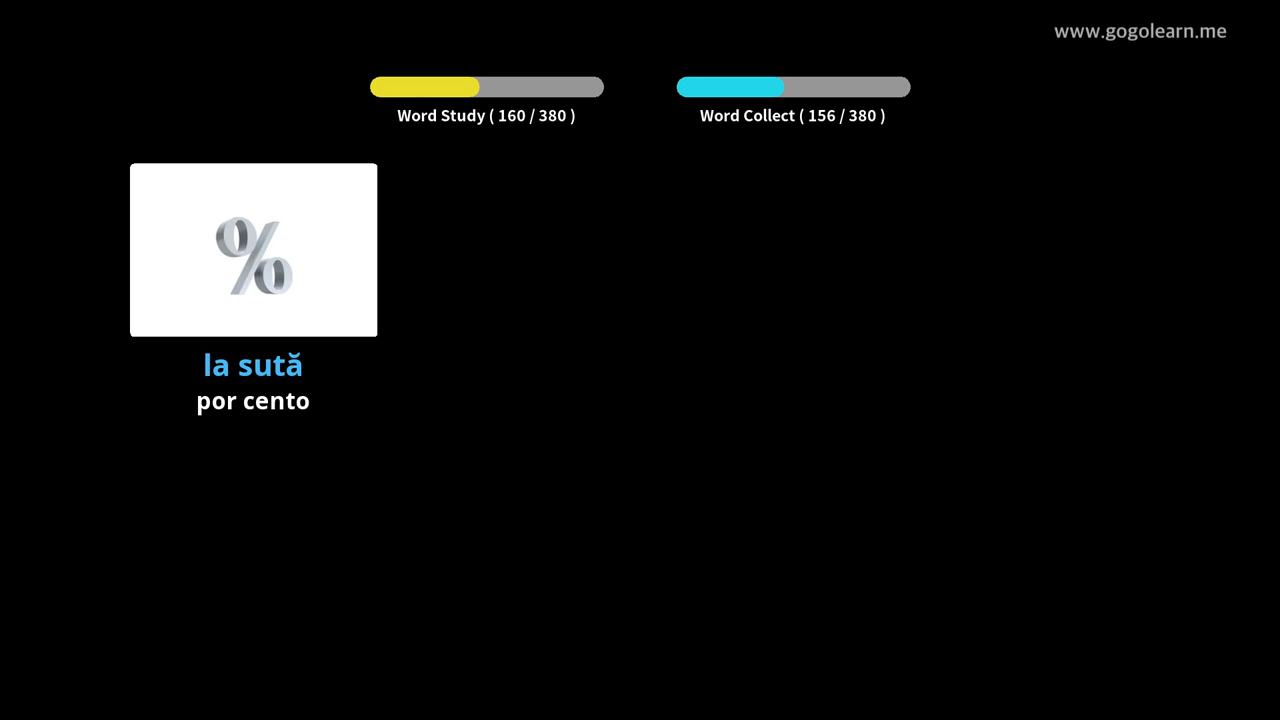 www.gogolearn.me
Word Study ( 160 / 380 )
Word Collect ( 156 / 380 )
%
la sută
por cento